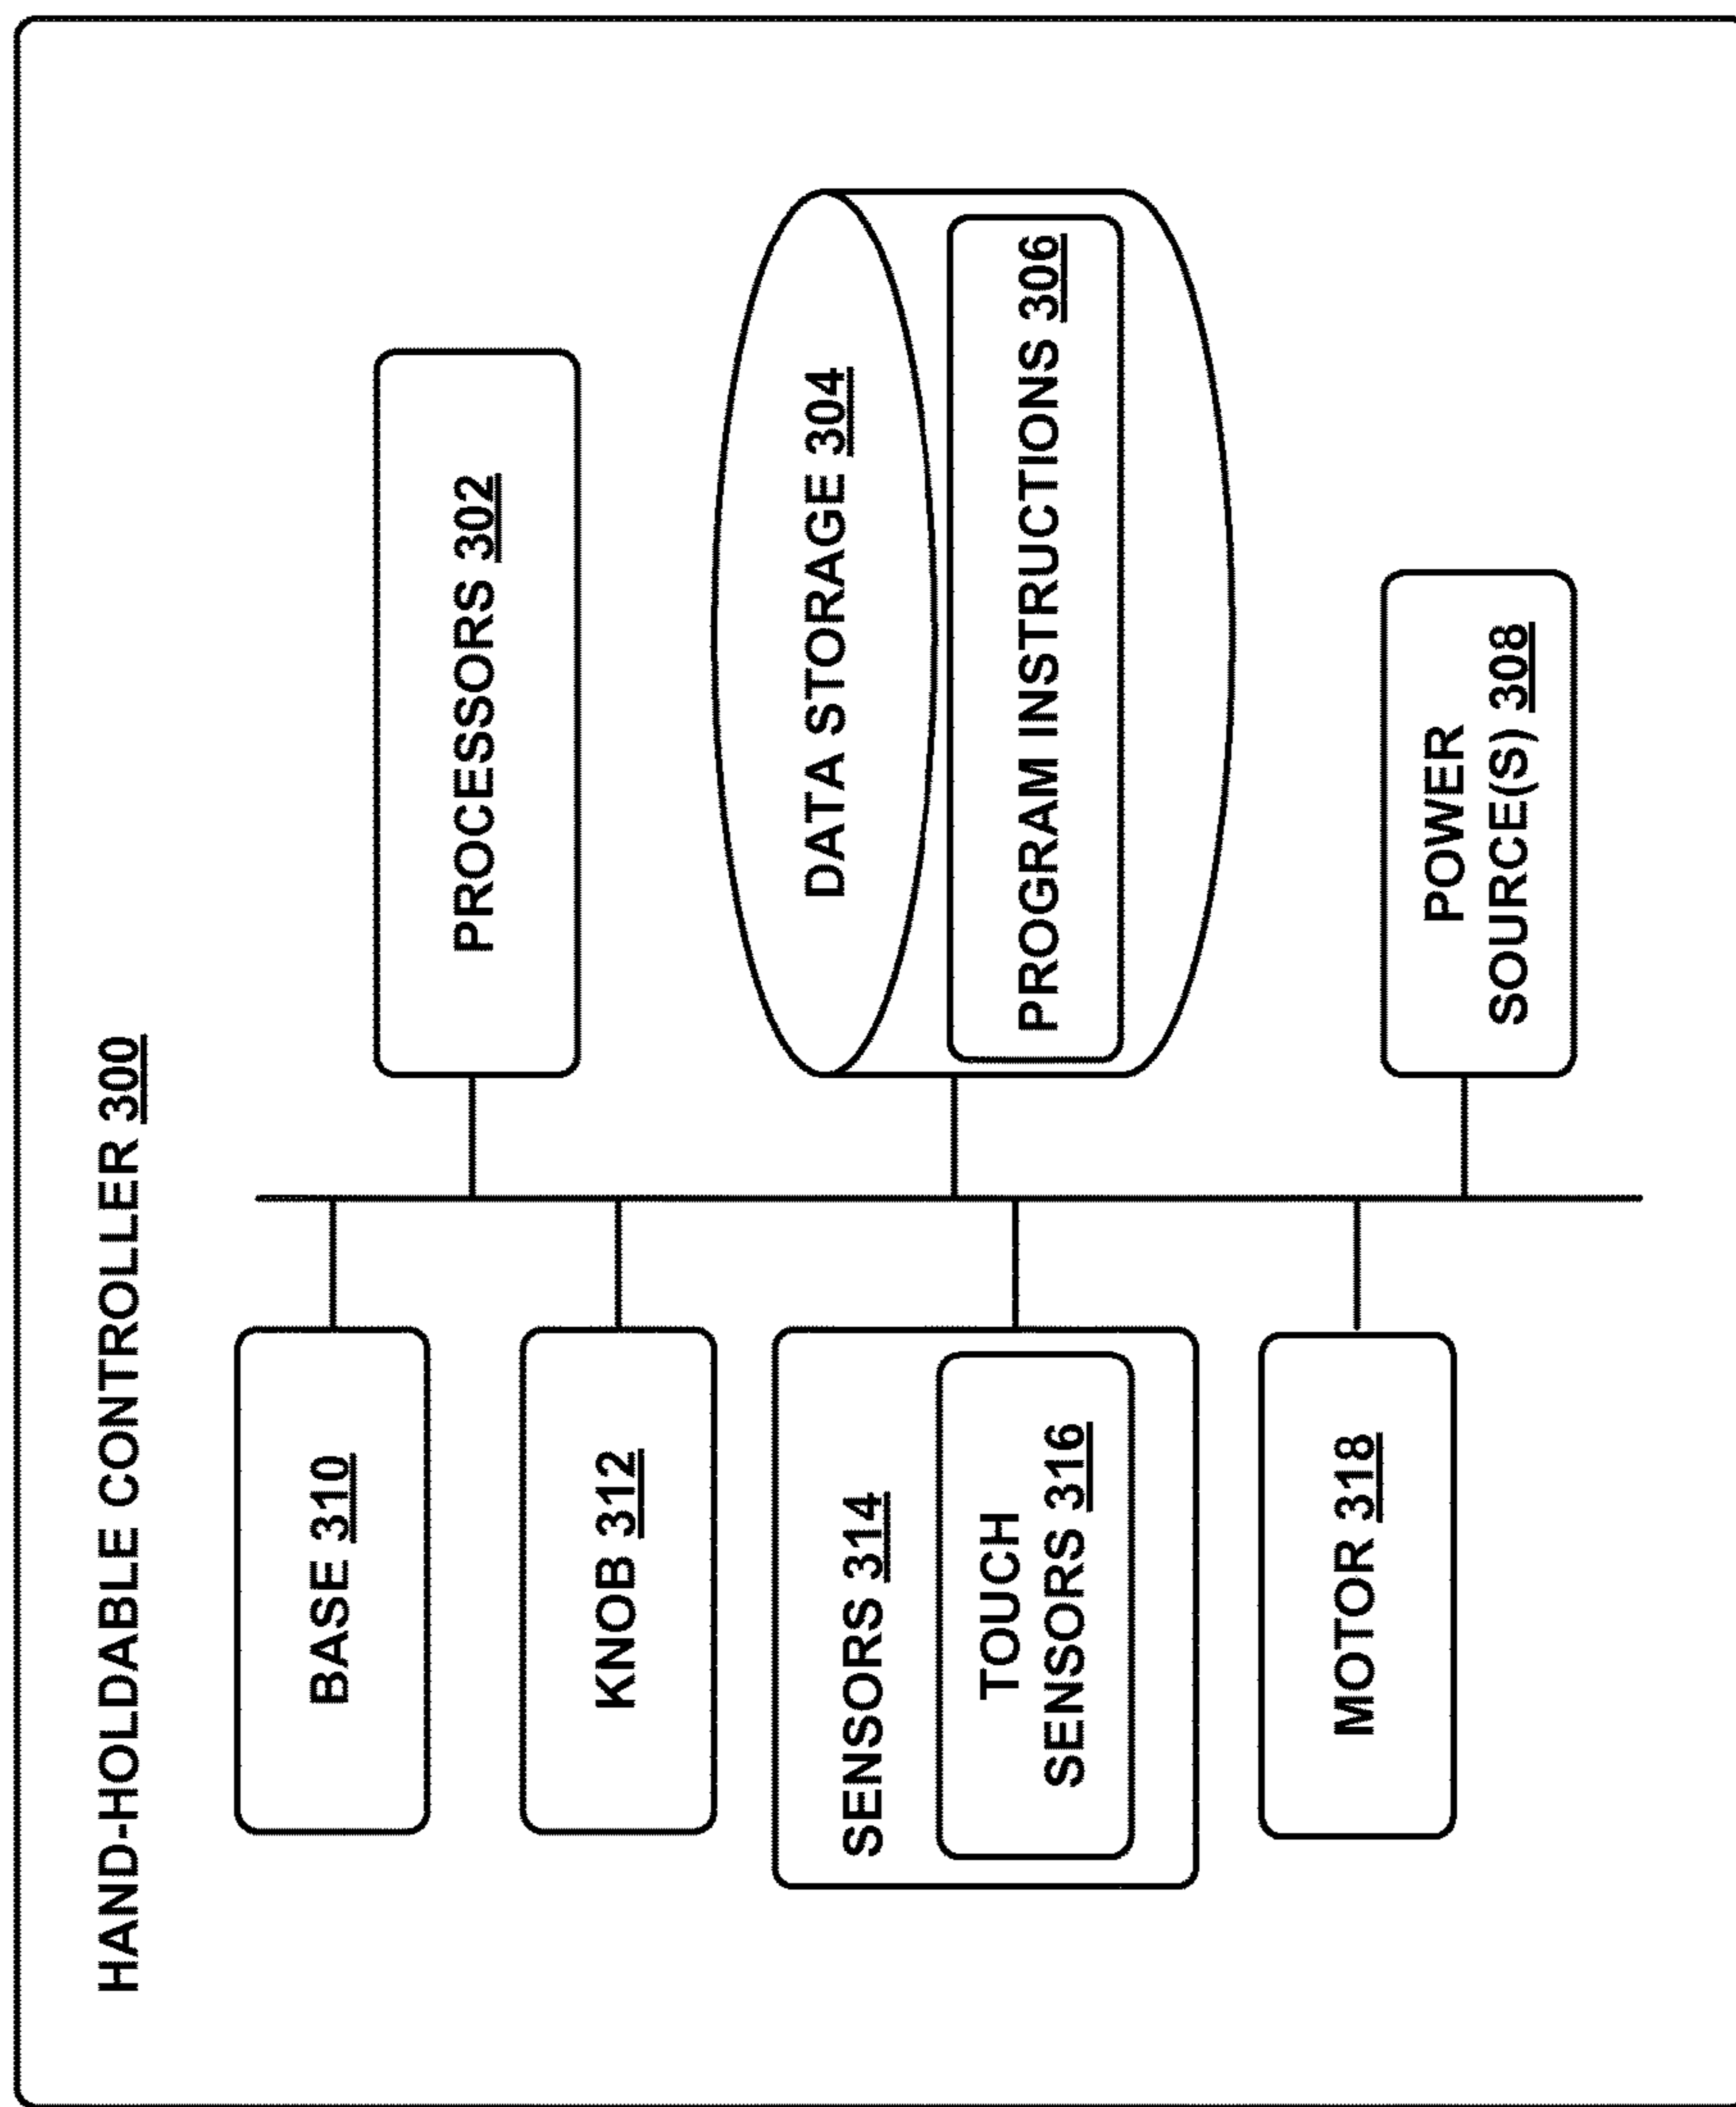 HAND-HOLDABLE CONTROLLER 300
BASE 310
KNOB 312
SENSORS 314
TOUCH
SENSORS 316
MOTOR 318
PROCESSORS 302
DATA STORAGE 304
PROGRAM INSTRUCTIONS 306
POWER
SOURCE(S) 308